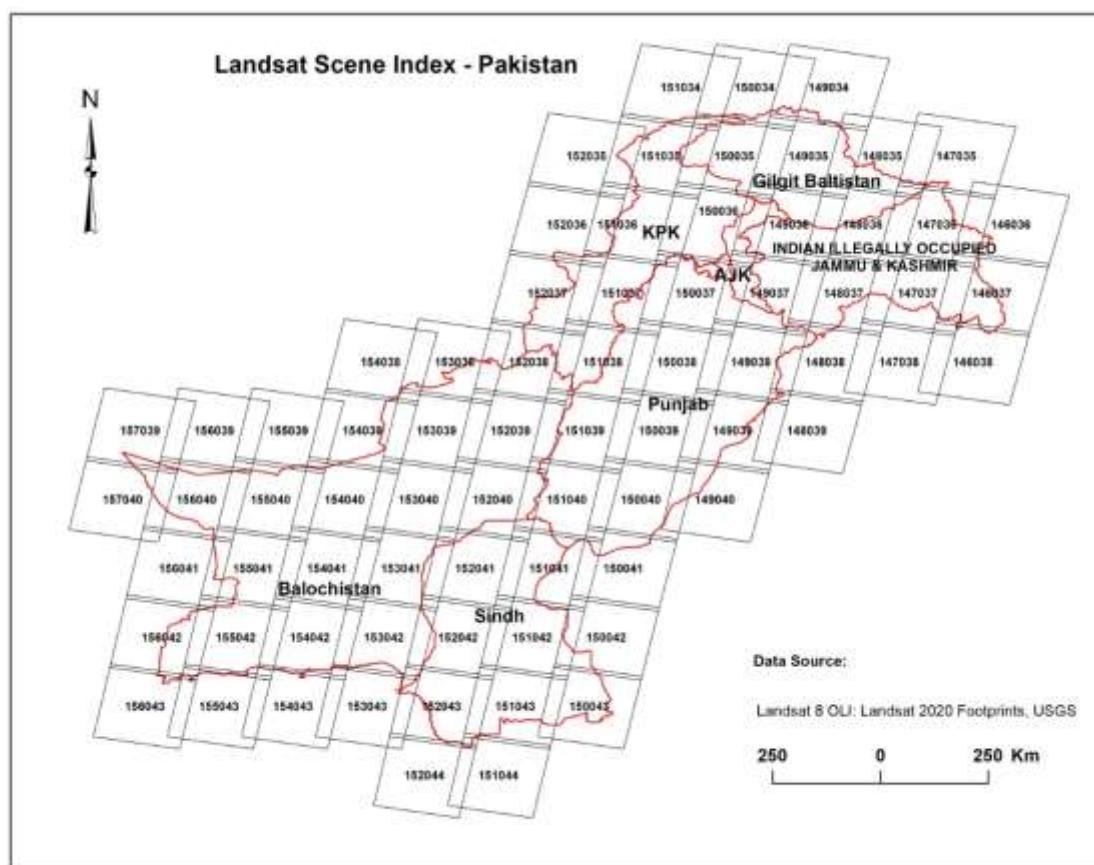 Landsat Scene Index - Pakistan
N
151034 150034 149034
152035 151035 150035 149035 148035 147035
Gilgit Baltistan
152036 151036 150036 149036 148036 147036 146036
KPK
INDIAN ILLEGALLY OCCUPIED
JAMMU & KASHMIR
AJK
152037 151037 150037 149037 148037 147037 146037
154038 153038 152038 151038 150038 149038 148038 147038 146038
Punjab
157039 156039 155039 154039 153039 152039 151039 150039 149039 148039
157040 156040 155040 154040 153040 152040 151040 150040 149040
156041 155041 154041 153041 152041 151041 150041
Balochistan
Sindh
156042 155042 154042 153042 152042 151042 150042
156043 155043 154043 153043 152043 151043 150043
152044 151044
Data Source:
Landsat 8 OLI: Landsat 2020 Footprints, USGS
250 0 250 Km